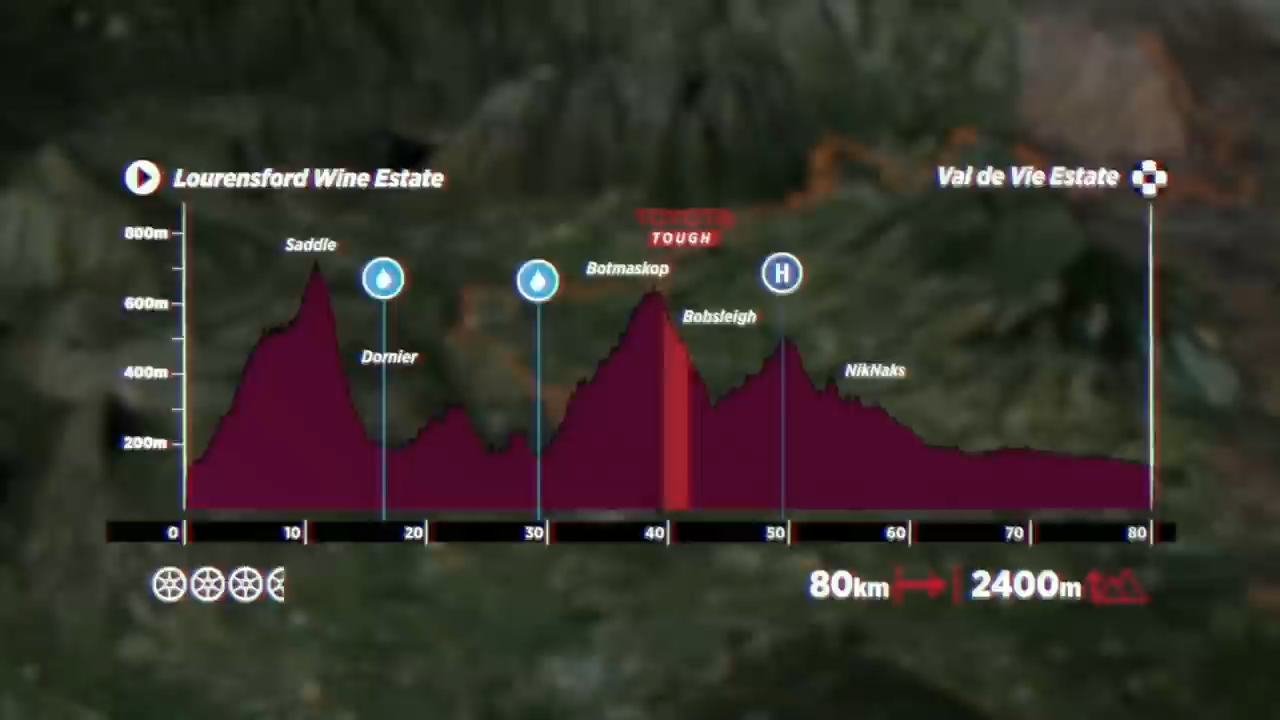 Lourensford Wine Estate
Val de Vie Estate
800m
600m
400m
200m
Saddle
Dornier
TOYOTA
TOUGH
Botmaskop
Bobsleigh
H
NikNaks
0 10 20 30 40 50 60 70 80
80km 2400m